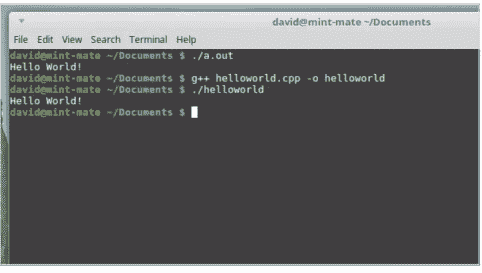 david@mint-mate ~/Documents
File Edit View Search Terminal Help
david@mint-mate ~/Documents $ ./a.out
Hello World!
david@mint-mate ~/Documents $ g++ helloworld.cpp -o helloworld
david@mint-mate ~/Documents $ ./helloworld
Hello World!
david@mint-mate ~/Documents $